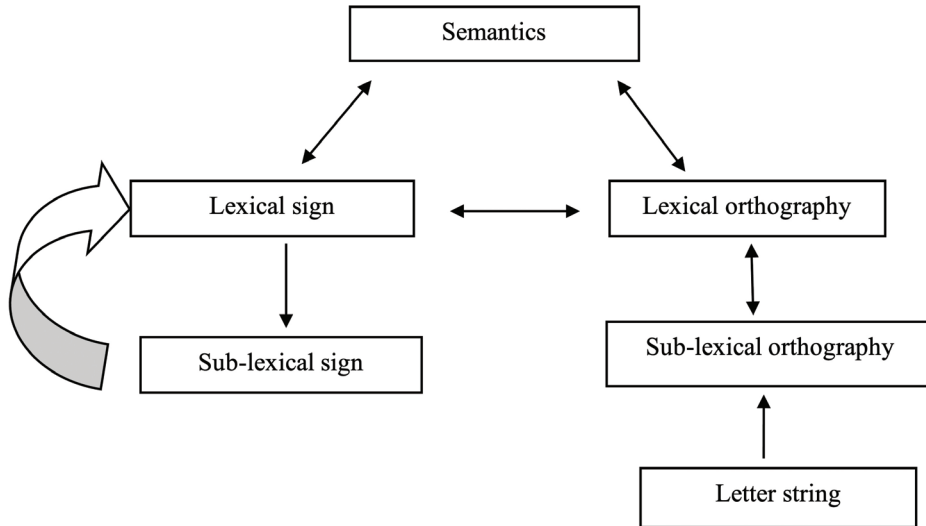 Semantics
Lexical sign
Lexical orthography
Sub-lexical sign
Sub-lexical orthography
Letter string